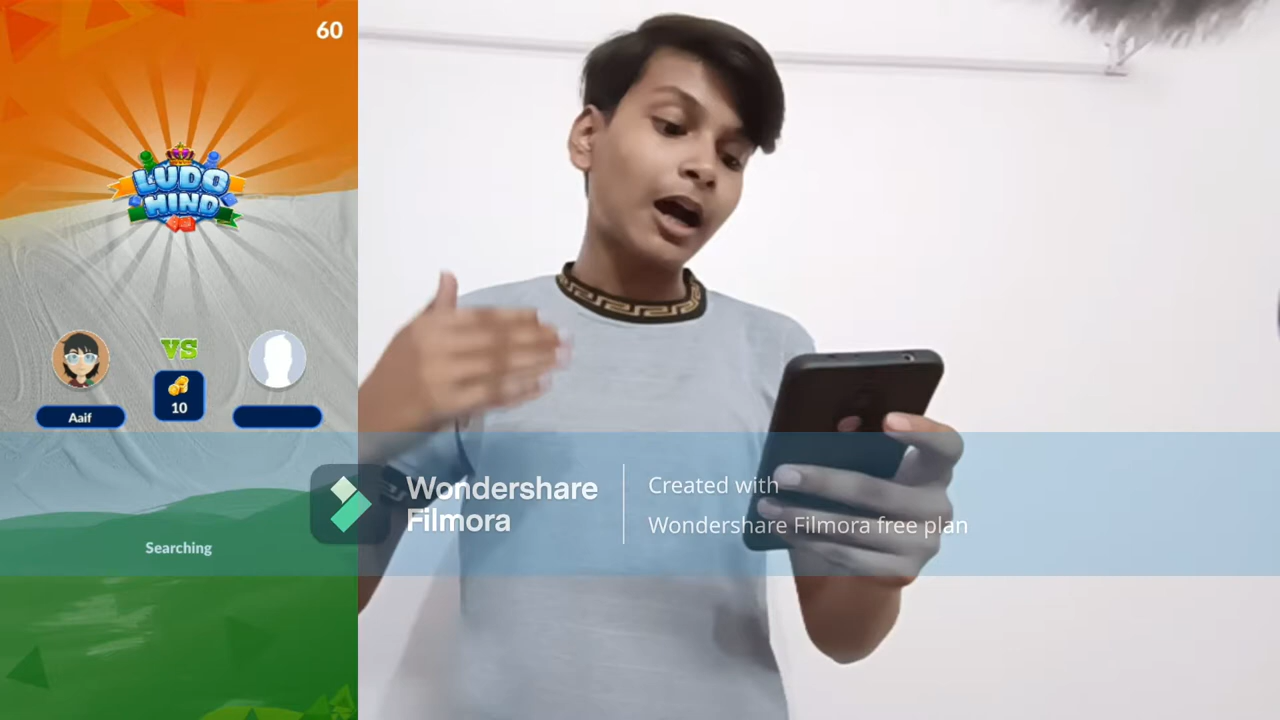 60
LUDO
HIND
VS
10
Aaif
Searching
Wondershare
Filmora
Created with
Wondershare Filmora free plan